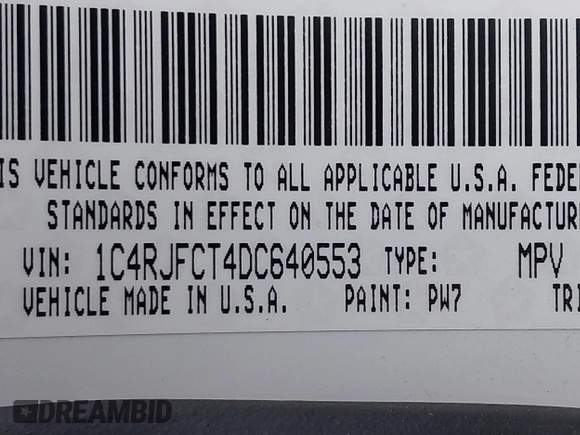 IS VEHICLE CONFORMS TO ALL APPLICABLE U.S.A. FEDE
STANDARDS IN EFFECT ON THE DATE OF MANUFACTUR
VIN: 1C4RJFCT4DC640553 TYPE: MPV
VEHICLE MADE IN U.S.A. PAINT: PW7 TRI
DREAMBID